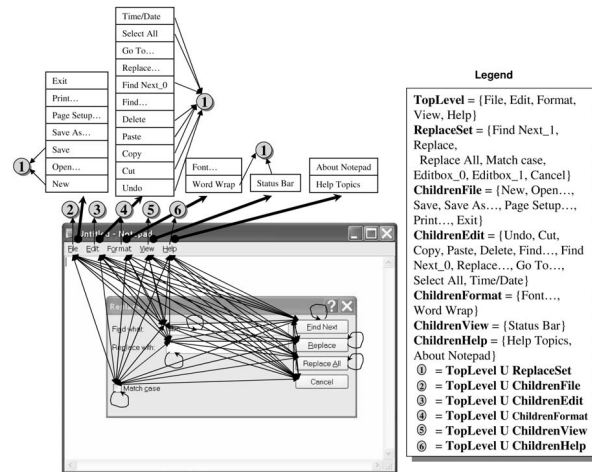 Time/Date
Select All
Go To…
Replace…
Find Next_0
Find…
Delete
Paste
Copy
Cut
Undo
1
Exit
Print…
Page Setup…
Save As…
Save
Open…
New
1
1
Font…
Word Wrap
Status Bar
About Notepad
Help Topics
2 3 4 5 6
Untitled - Notepad
File Edit Format View Help
Find what:
Replace with:
Match case
Find Next
Replace
Replace All
Cancel
Legend
TopLevel = {File, Edit, Format,
View, Help}
ReplaceSet = {Find Next_1,
Replace,
Replace All, Match case,
Editbox_0, Editbox_1, Cancel}
ChildrenFile = {New, Open…,
Save, Save As…, Page Setup…,
Print…, Exit}
ChildrenEdit = {Undo, Cut,
Copy, Paste, Delete, Find…, Find
Next_0, Replace…, Go To…,
Select All, Time/Date}
ChildrenFormat = {Font…,
Word Wrap}
ChildrenView = {Status Bar}
ChildrenHelp = {Help Topics,
About Notepad}
1 = TopLevel U ReplaceSet
2 = TopLevel U ChildrenFile
3 = TopLevel U ChildrenEdit
4 = TopLevel U ChildrenFormat
5 = TopLevel U ChildrenView
6 = TopLevel U ChildrenHelp